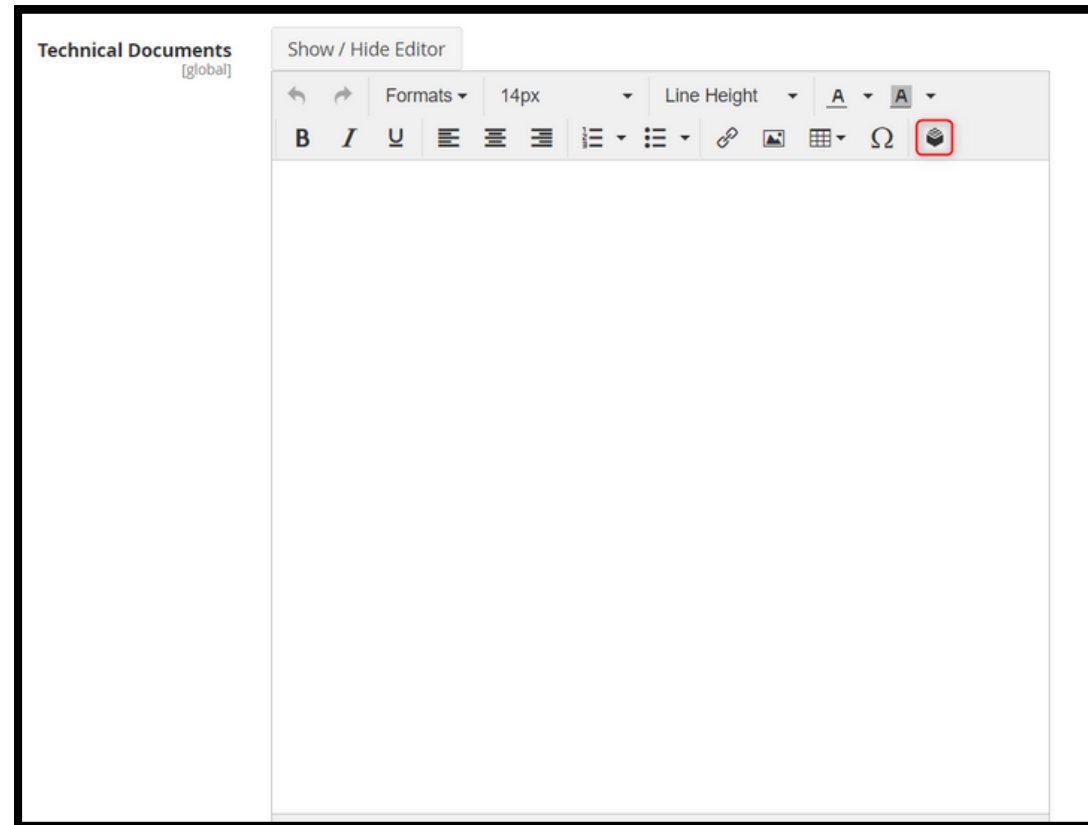 Technical Documents
[global]
Show / Hide Editor
Formats 14px Line Height A A
B I U Ω